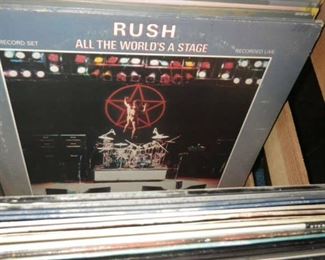 RUSH
RECORD SET
ALL THE WORLD'S A STAGE
RECORDED LIVE